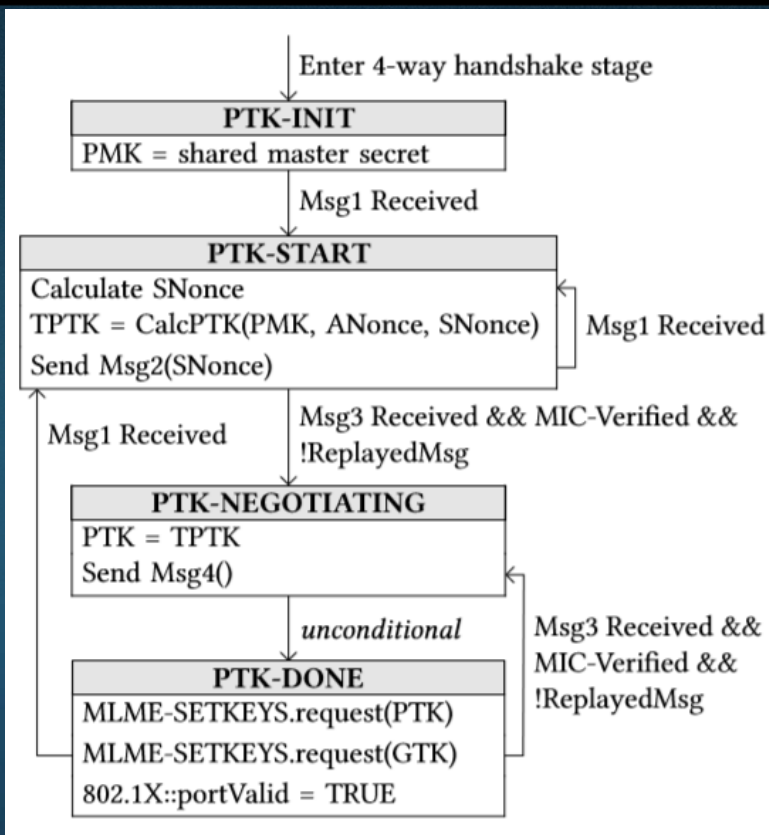 Enter 4-way handshake stage
PTK-INIT
PMK = shared master secret
Msg1 Received
PTK-START
Calculate SNonce
TPTK = CalcPTK(PMK, ANonce, SNonce)
Send Msg2(SNonce)
Msg1 Received
Msg1 Received
Msg3 Received && MIC-Verified &&
!ReplayedMsg
PTK-NEGOTIATING
PTK = TPTK
Send Msg4()
unconditional
Msg3 Received &&
MIC-Verified &&
!ReplayedMsg
PTK-DONE
MLME-SETKEYS.request(PTK)
MLME-SETKEYS.request(GTK)
802.1X::portValid = TRUE